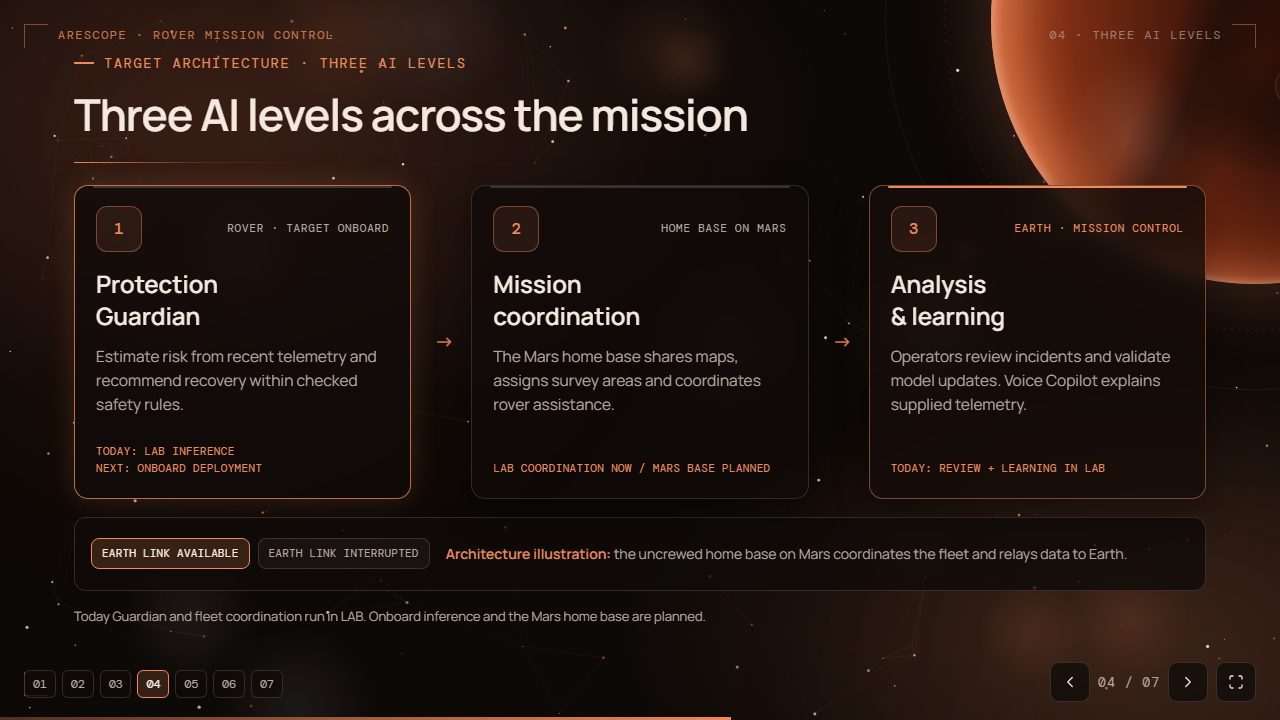 ARESCOPE · ROVER MISSION CONTROL
04 · THREE AI LEVELS
TARGET ARCHITECTURE · THREE AI LEVELS
Three AI levels across the mission
1
ROVER · TARGET ONBOARD
Protection
Guardian
Estimate risk from recent telemetry and
recommend recovery within checked
safety rules.
TODAY: LAB INFERENCE
NEXT: ONBOARD DEPLOYMENT
→
2
HOME BASE ON MARS
Mission
coordination
The Mars home base shares maps,
assigns survey areas and coordinates
rover assistance.
LAB COORDINATION NOW / MARS BASE PLANNED
→
3
EARTH · MISSION CONTROL
Analysis
& learning
Operators review incidents and validate
model updates. Voice Copilot explains
supplied telemetry.
TODAY: REVIEW + LEARNING IN LAB
EARTH LINK AVAILABLE
EARTH LINK INTERRUPTED
Architecture illustration: the uncrewed home base on Mars coordinates the fleet and relays data to Earth.
Today Guardian and fleet coordination run in LAB. Onboard inference and the Mars home base are planned.
01 02 03 04 05 06 07
04 / 07